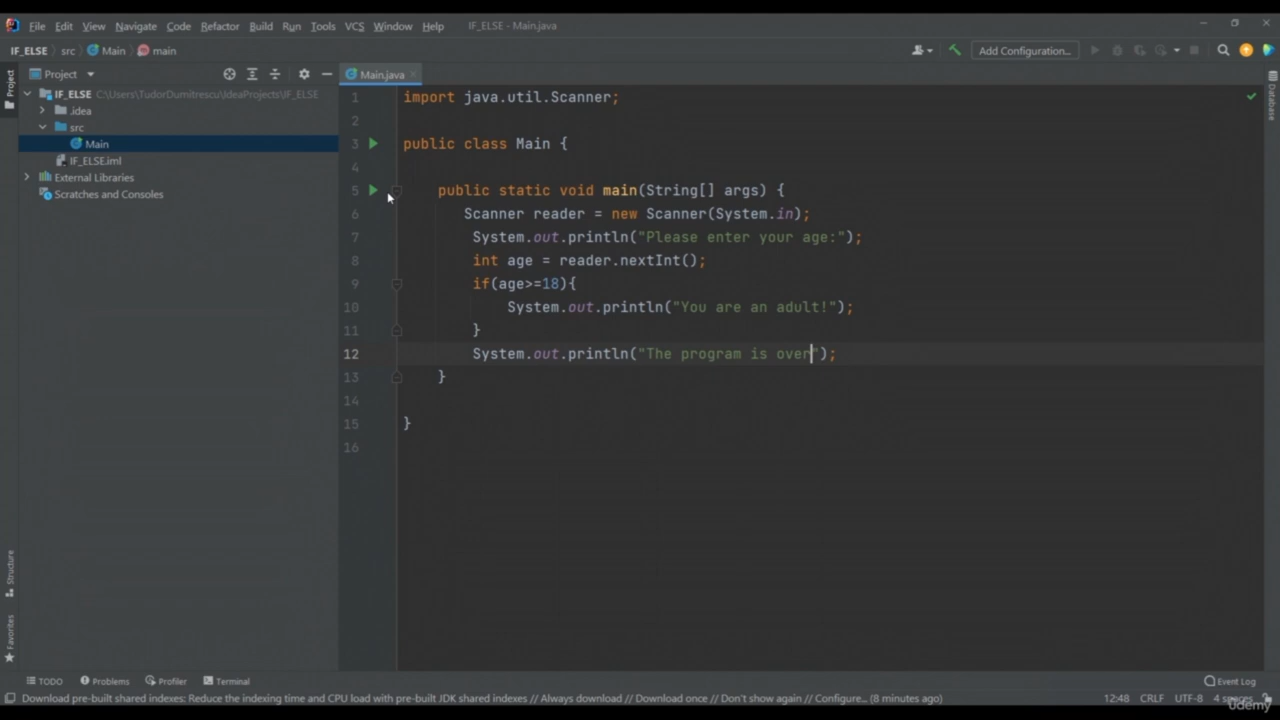 File Edit View Navigate Code Refactor Build Run Tools VCS Window Help IF_ELSE - Main.java
IF_ELSE src Main main Add Configuration...
Project
Main.java
IF_ELSE C:\Users\TudorDumitrescu\IdeaProjects\IF_ELSE
.idea
src
Main
IF_ELSE.iml
External Libraries
Scratches and Consoles
Project
Structure
Favorites
1 import java.util.Scanner;
2
3 public class Main {
4
5 public static void main(String[] args) {
6 Scanner reader = new Scanner(System.in);
7 System.out.println("Please enter your age:");
8 int age = reader.nextInt();
9 if(age>=18){
10 System.out.println("You are an adult!");
11 }
12 System.out.println("The program is over");
13 }
14
15 }
16
Database
TODO Problems Profiler Terminal Event Log
Download pre-built shared indexes: Reduce the indexing time and CPU load with pre-built JDK shared indexes // Always download // Download once // Don't show again // Configure... (8 minutes ago) 12:48 CRLF UTF-8 4 spaces
Udemy